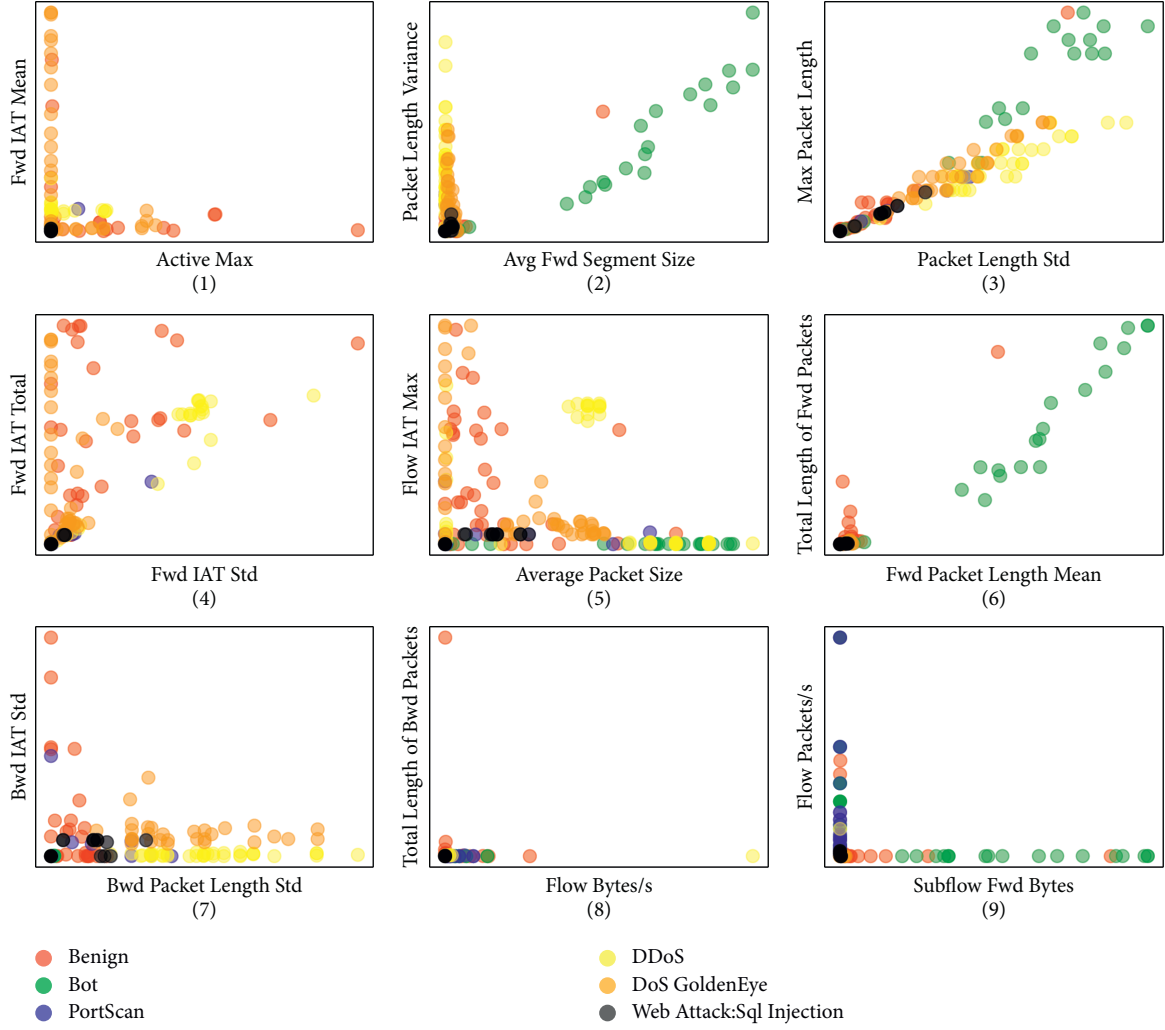 Fwd IAT Mean
Active Max
(1)
Packet Length Variance
Avg Fwd Segment Size
(2)
Max Packet Length
Packet Length Std
(3)
Fwd IAT Total
Fwd IAT Std
(4)
Flow IAT Max
Average Packet Size
(5)
Total Length of Fwd Packets
Fwd Packet Length Mean
(6)
Bwd IAT Std
Bwd Packet Length Std
(7)
Total Length of Bwd Packets
Flow Bytes/s
(8)
Flow Packets/s
Subflow Fwd Bytes
(9)
Benign
Bot
PortScan
DDoS
DoS GoldenEye
Web Attack:Sql Injection